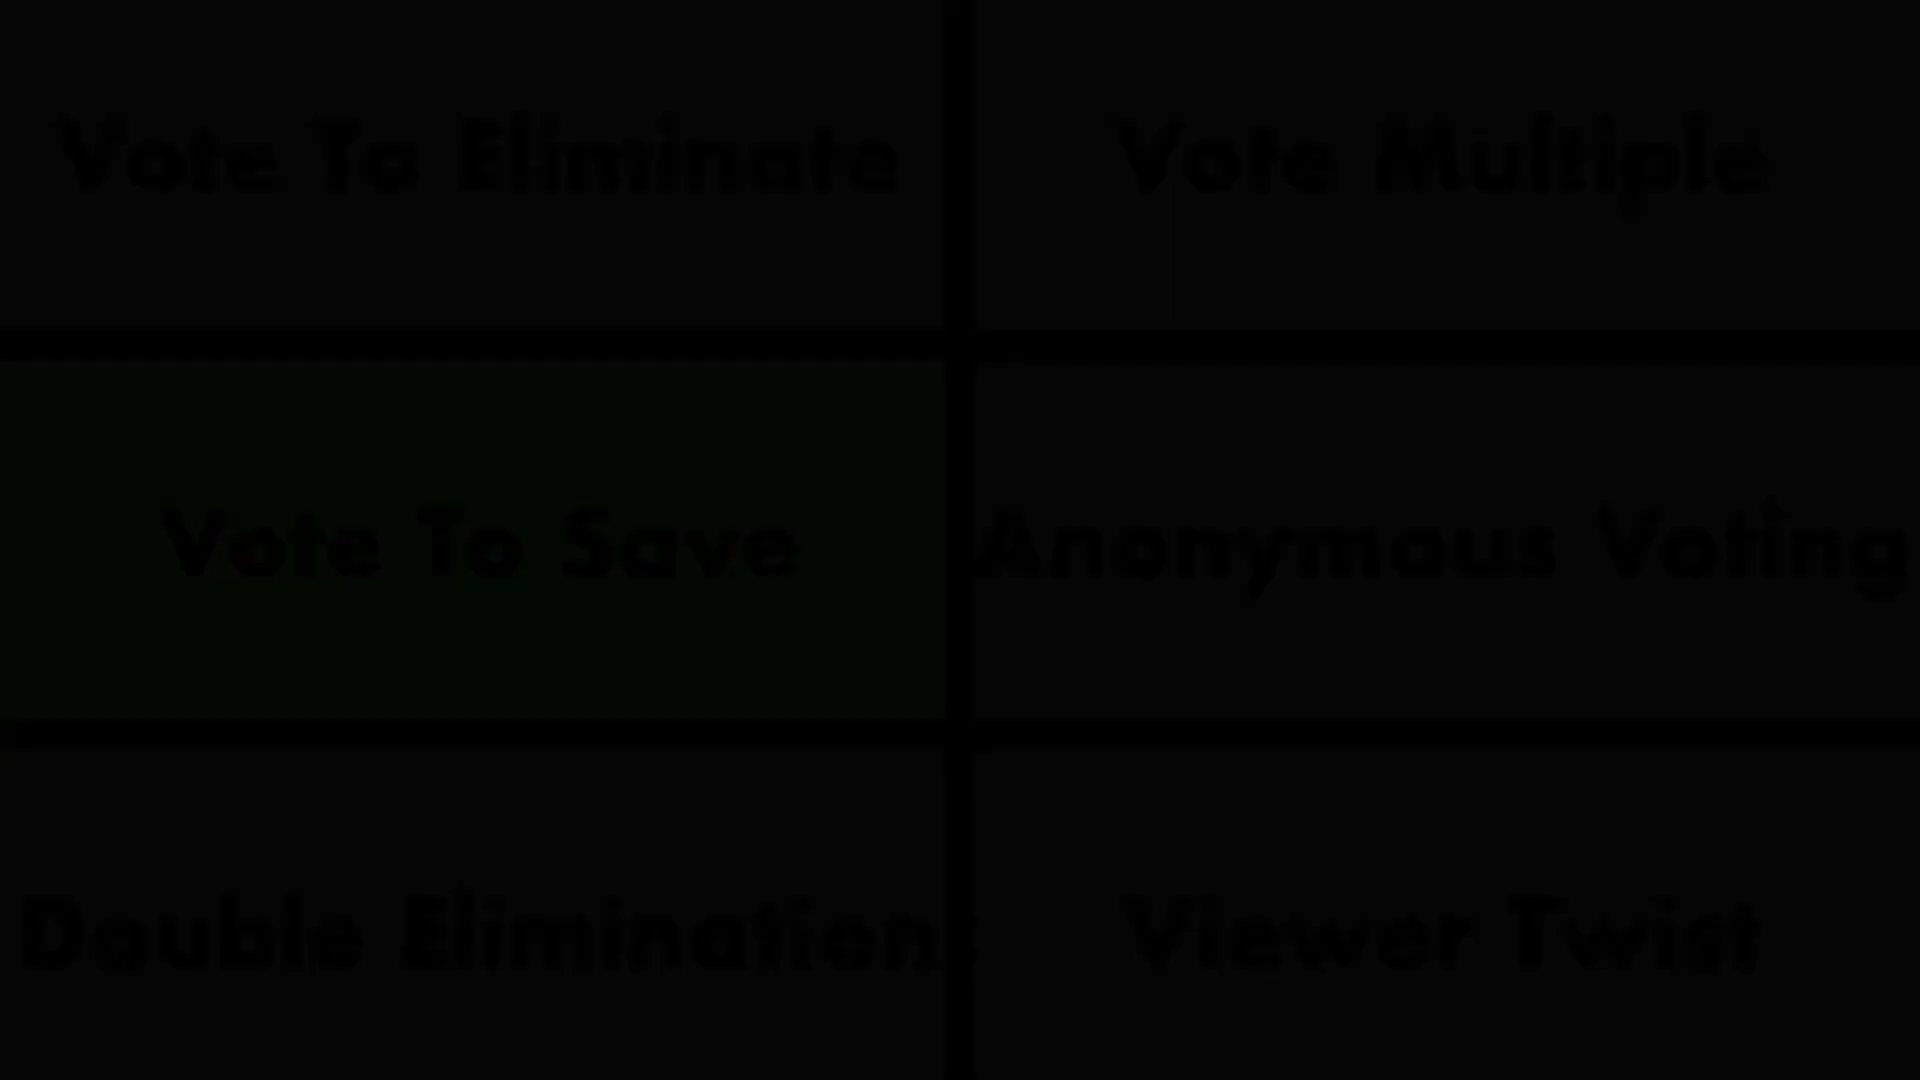 Vote To Eliminate
Vote Multiple
Vote To Save
Anonymous Voting
Double Elimination
Viewer Twist